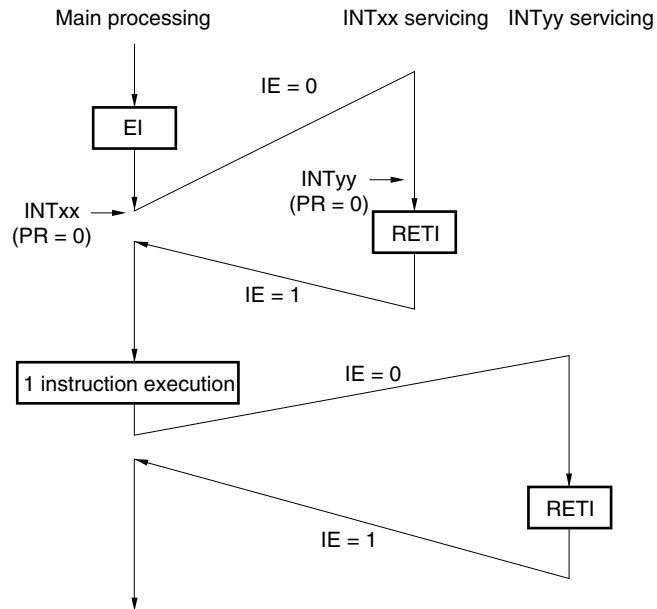 Main processing
INTxx servicing
INTyy servicing
IE = 0
EI
INTyy
(PR = 0)
INTxx
(PR = 0)
RETI
IE = 1
1 instruction execution
IE = 0
RETI
IE = 1